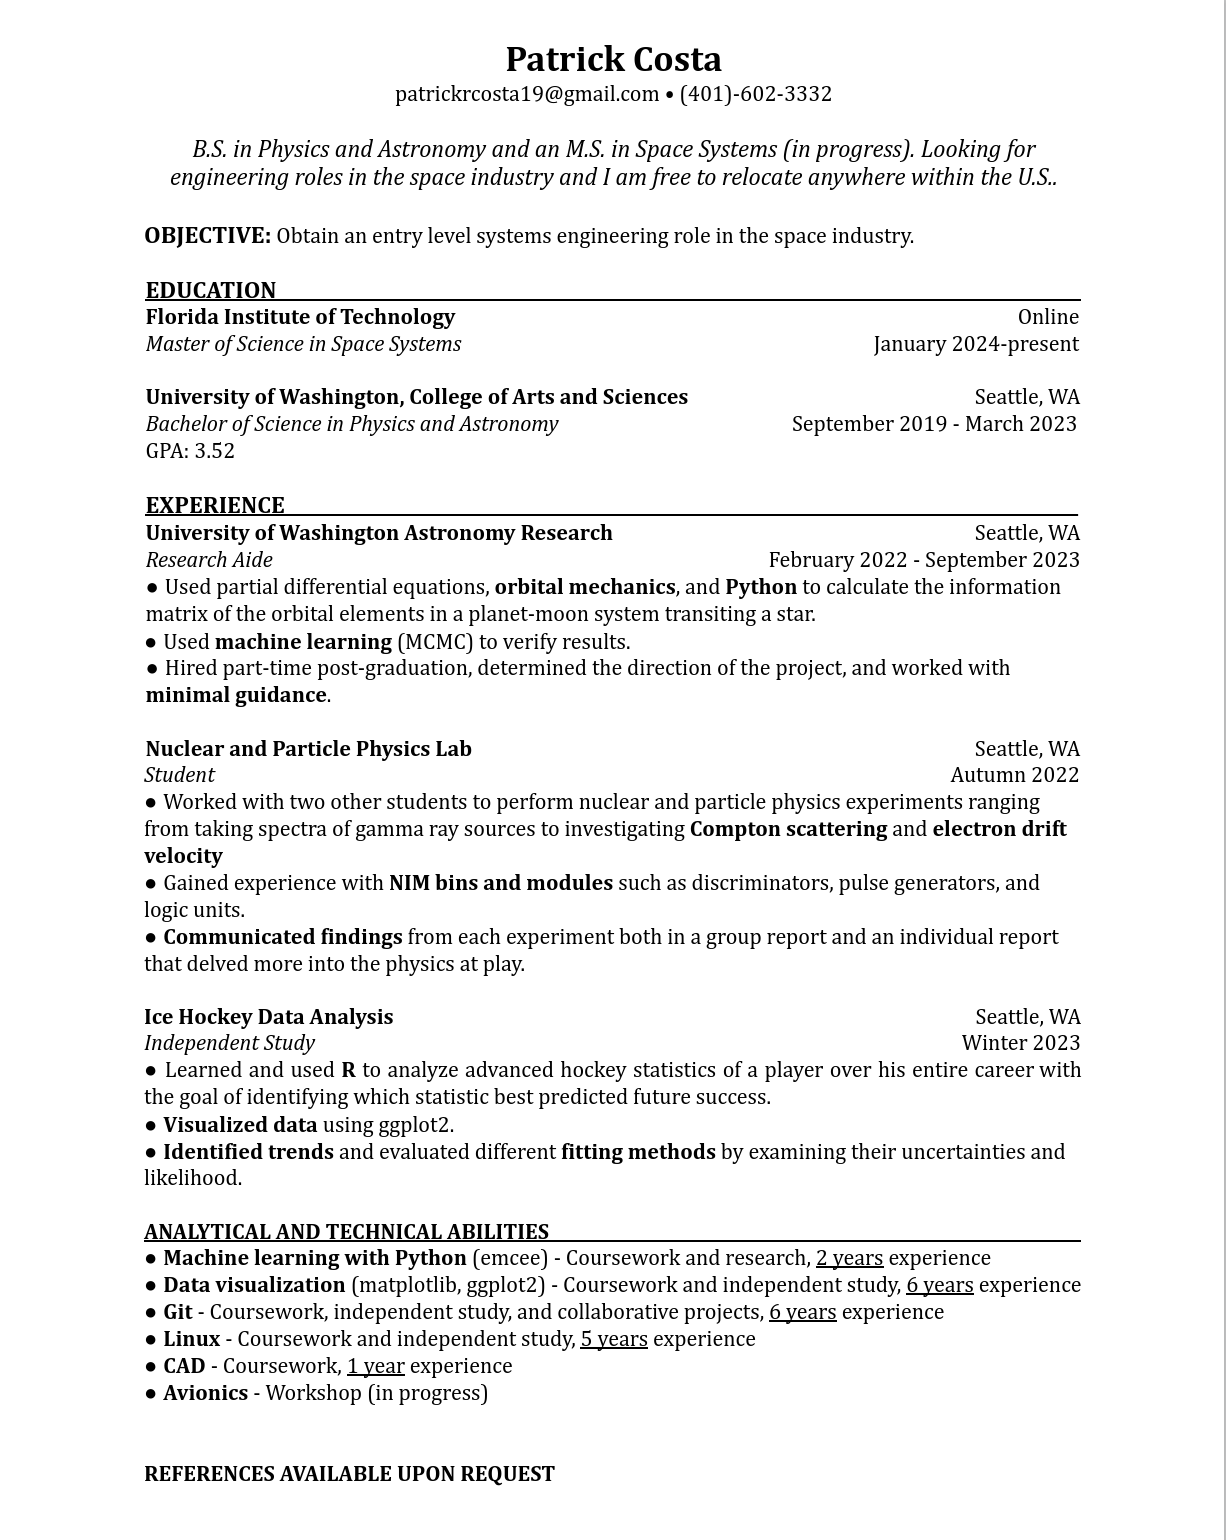 Patrick Costa
patrickrcosta19@gmail.com • (401)-602-3332
B.S. in Physics and Astronomy and an M.S. in Space Systems (in progress). Looking for
engineering roles in the space industry and I am free to relocate anywhere within the U.S..
OBJECTIVE: Obtain an entry level systems engineering role in the space industry.
EDUCATION
Florida Institute of Technology Online
Master of Science in Space Systems January 2024-present
University of Washington, College of Arts and Sciences Seattle, WA
Bachelor of Science in Physics and Astronomy September 2019 - March 2023
GPA: 3.52
EXPERIENCE
University of Washington Astronomy Research Seattle, WA
Research Aide February 2022 - September 2023
● Used partial differential equations, orbital mechanics, and Python to calculate the information
matrix of the orbital elements in a planet-moon system transiting a star.
● Used machine learning (MCMC) to verify results.
● Hired part-time post-graduation, determined the direction of the project, and worked with
minimal guidance.
Nuclear and Particle Physics Lab Seattle, WA
Student Autumn 2022
● Worked with two other students to perform nuclear and particle physics experiments ranging
from taking spectra of gamma ray sources to investigating Compton scattering and electron drift
velocity
● Gained experience with NIM bins and modules such as discriminators, pulse generators, and
logic units.
● Communicated findings from each experiment both in a group report and an individual report
that delved more into the physics at play.
Ice Hockey Data Analysis Seattle, WA
Independent Study Winter 2023
● Learned and used R to analyze advanced hockey statistics of a player over his entire career with
the goal of identifying which statistic best predicted future success.
● Visualized data using ggplot2.
● Identified trends and evaluated different fitting methods by examining their uncertainties and
likelihood.
ANALYTICAL AND TECHNICAL ABILITIES
● Machine learning with Python (emcee) - Coursework and research, 2 years experience
● Data visualization (matplotlib, ggplot2) - Coursework and independent study, 6 years experience
● Git - Coursework, independent study, and collaborative projects, 6 years experience
● Linux - Coursework and independent study, 5 years experience
● CAD - Coursework, 1 year experience
● Avionics - Workshop (in progress)
REFERENCES AVAILABLE UPON REQUEST